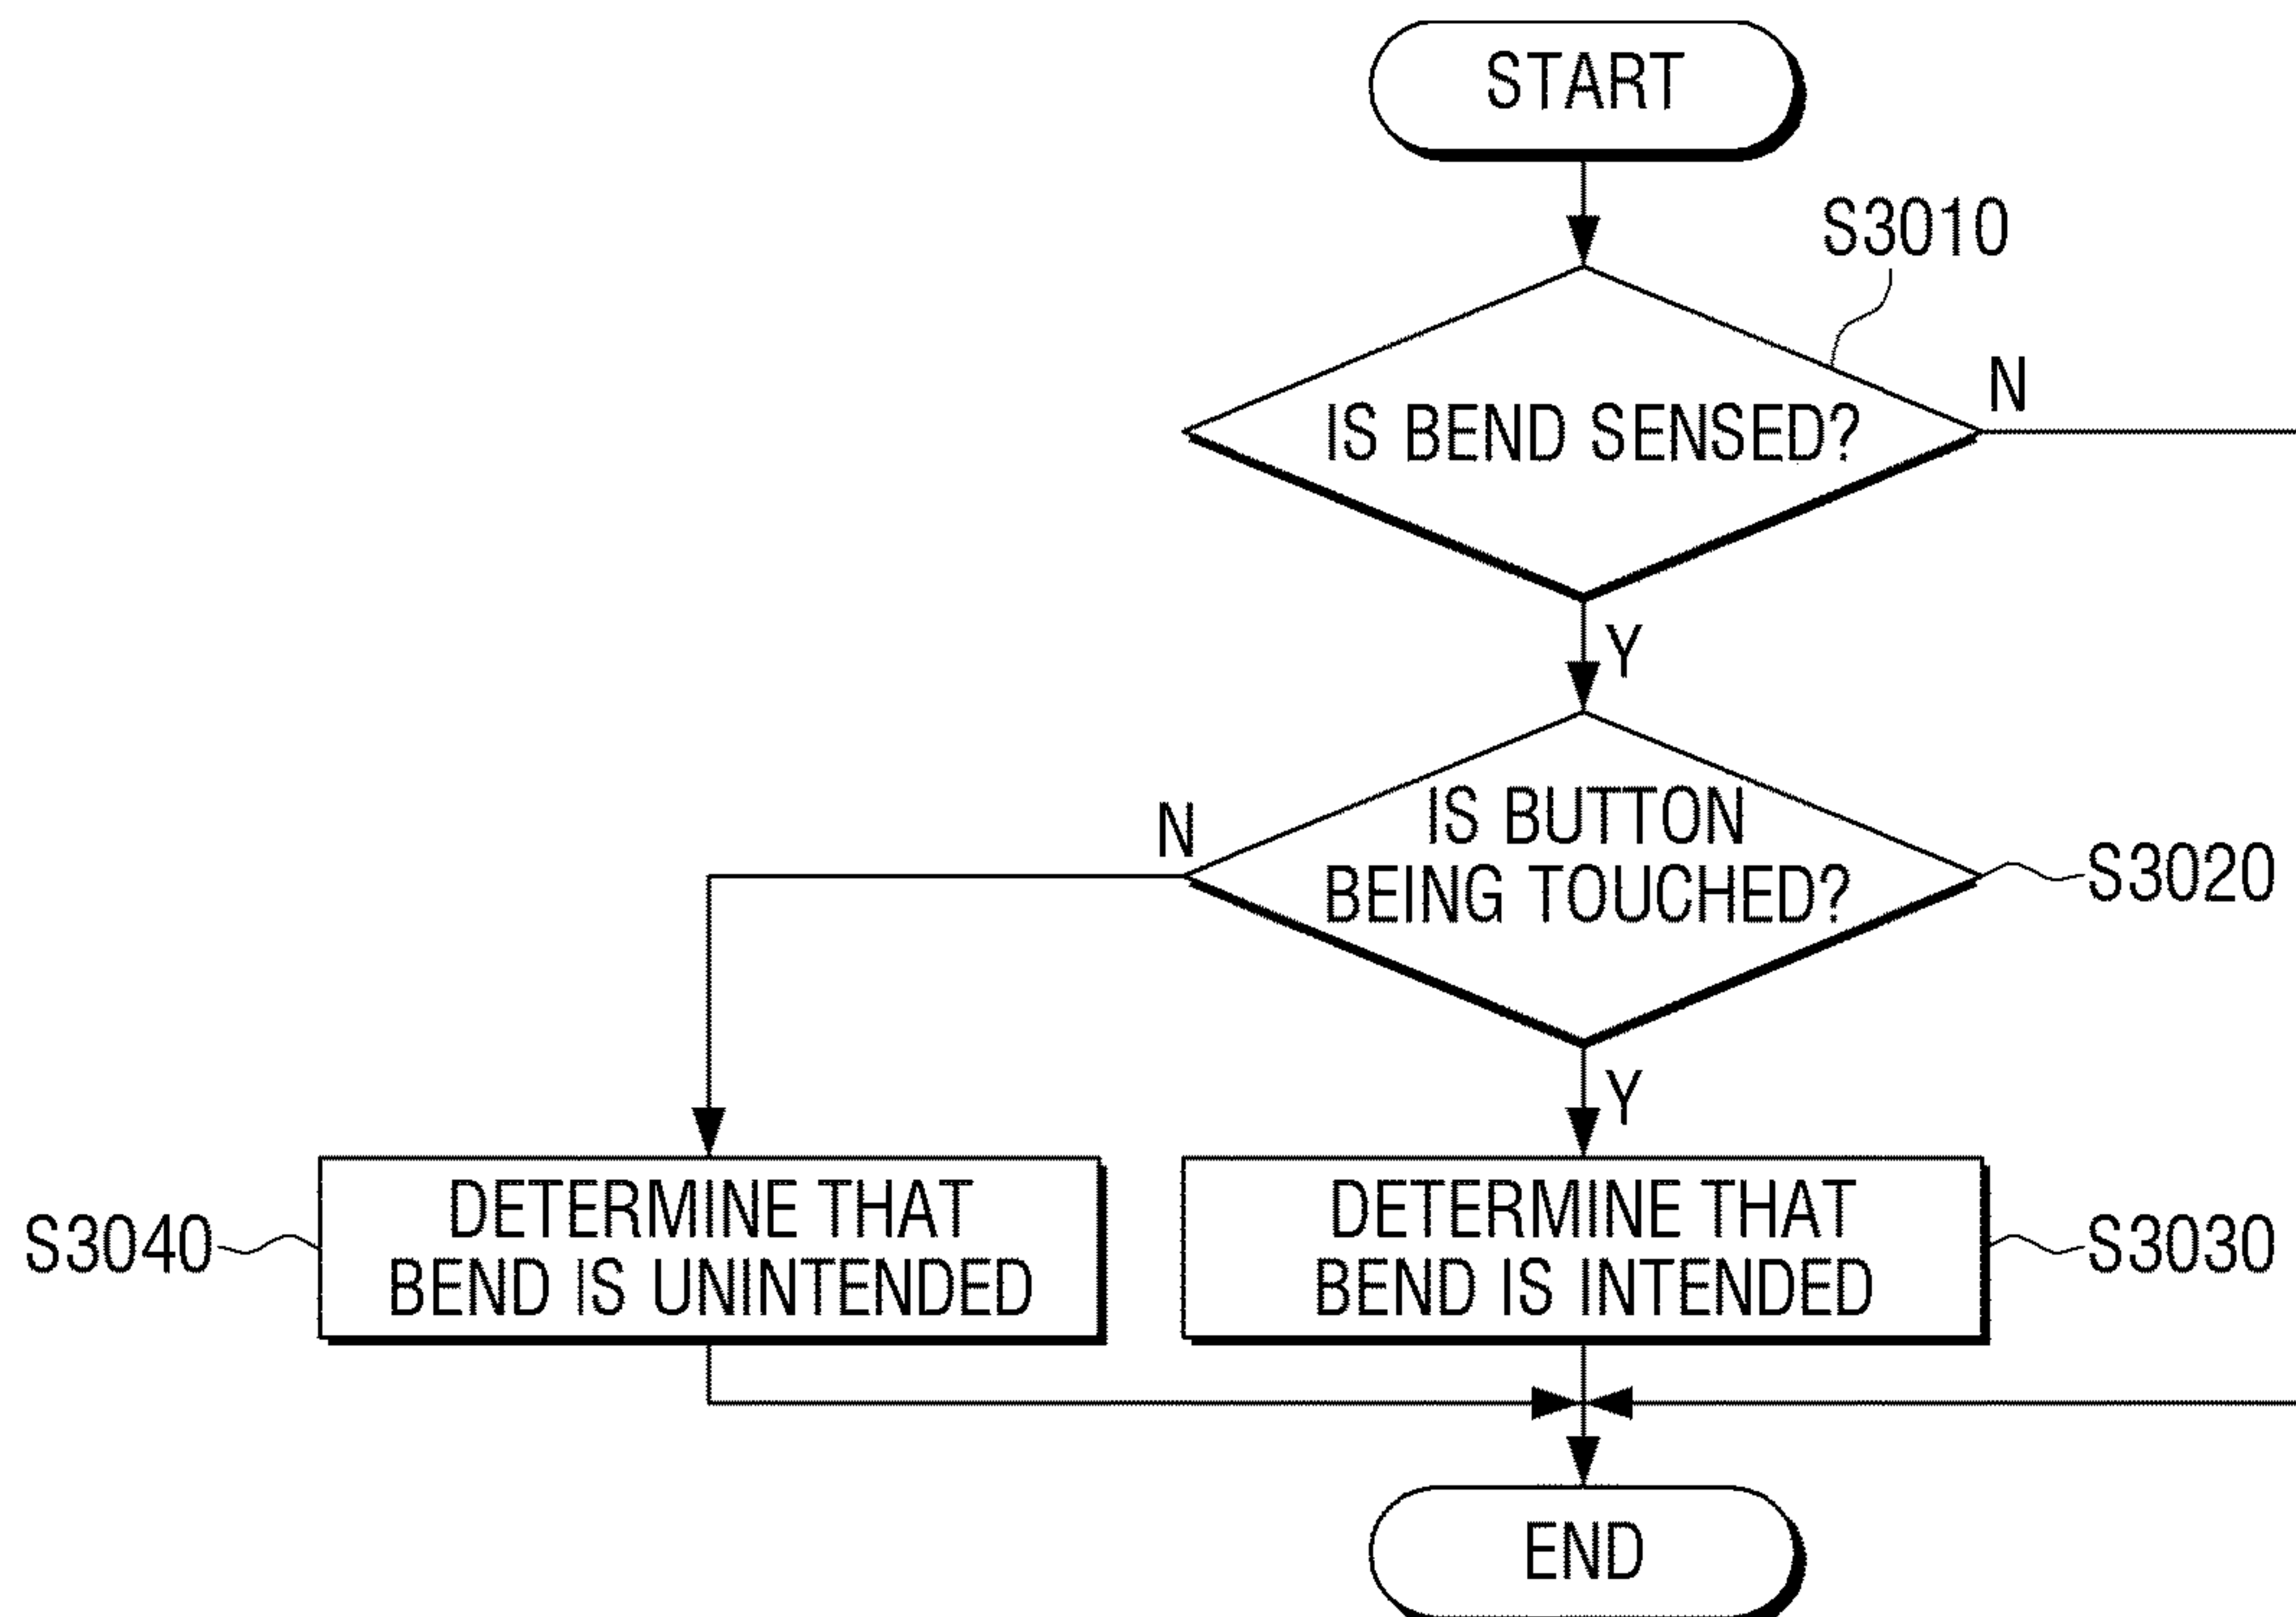 START
S3010
IS BEND SENSED?
N
Y
IS BUTTON
BEING TOUCHED?
N
S3020
Y
S3040
DETERMINE THAT
BEND IS UNINTENDED
DETERMINE THAT
BEND IS INTENDED
S3030
END